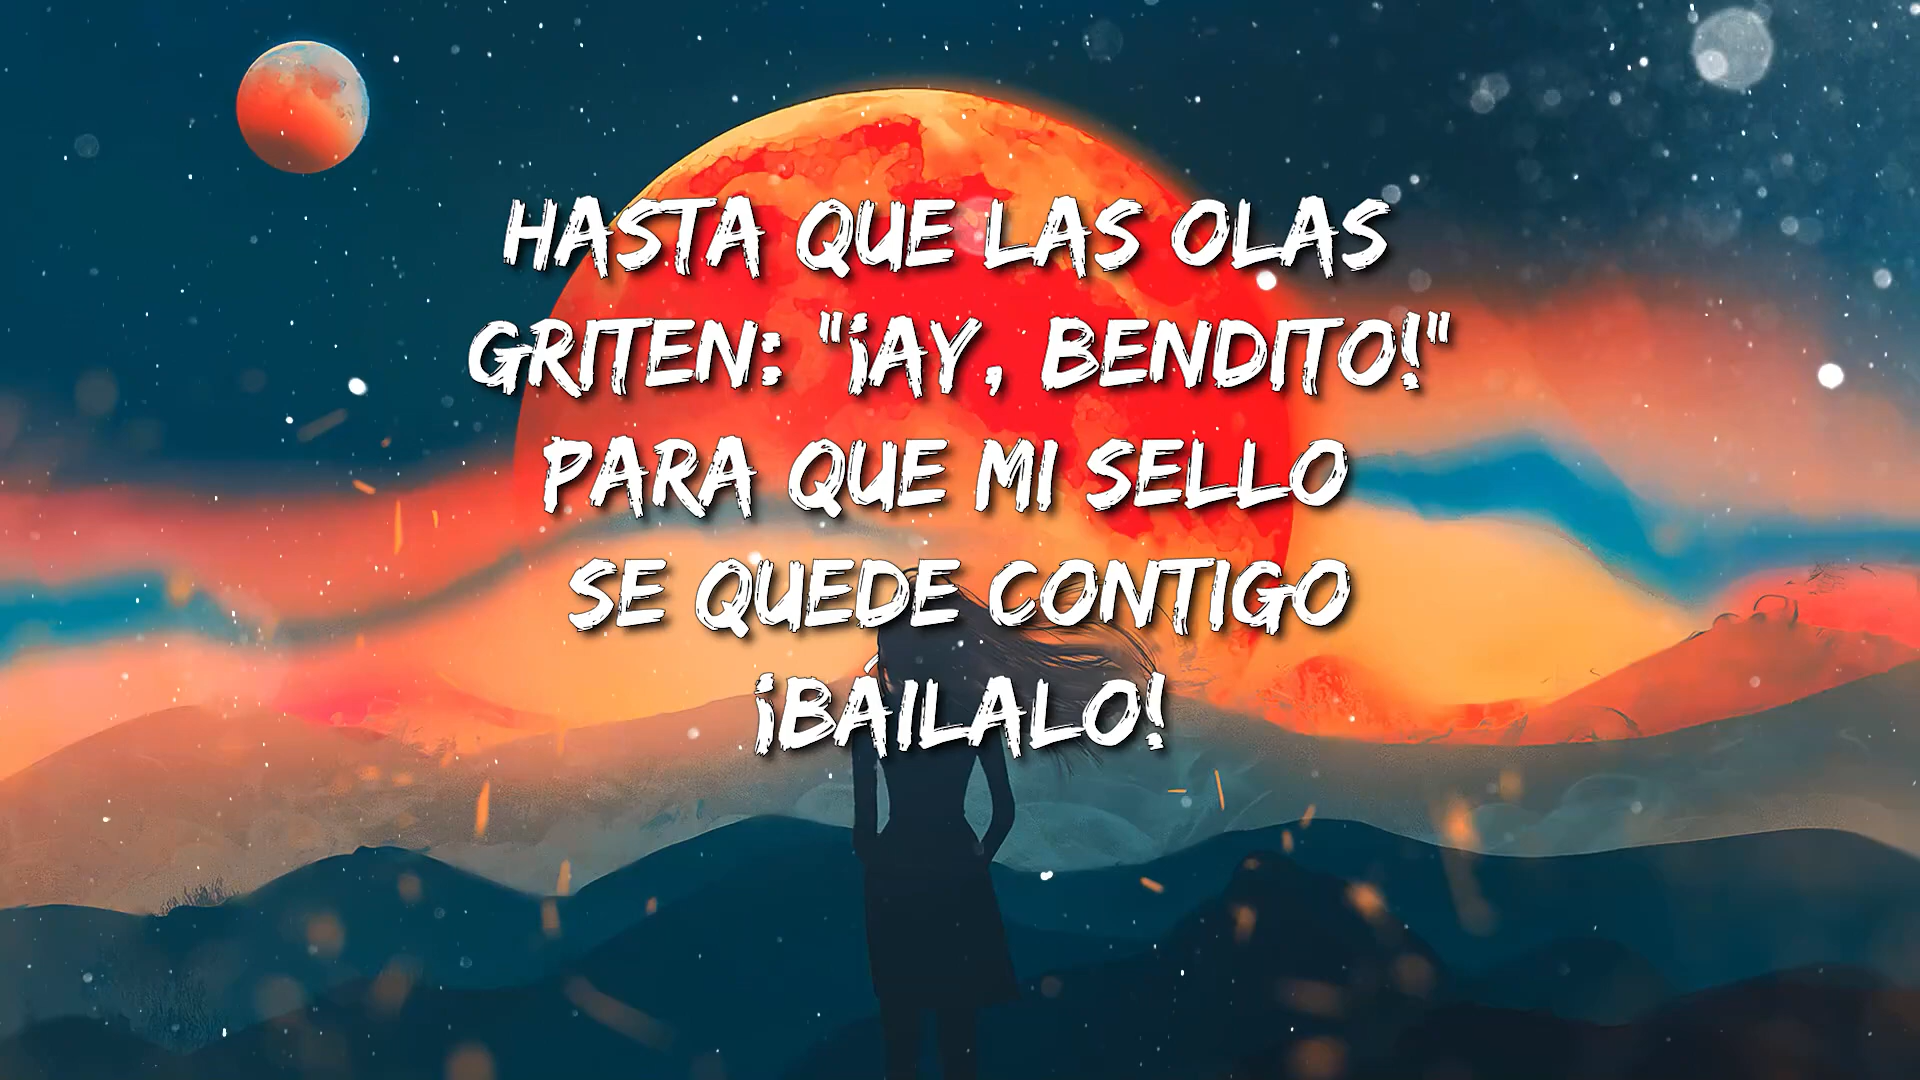 HASTA QUE LAS OLAS
GRITEN: "¡AY, BENDITO!"
PARA QUE MI SELLO
SE QUEDE CONTIGO
¡BÁILALO!